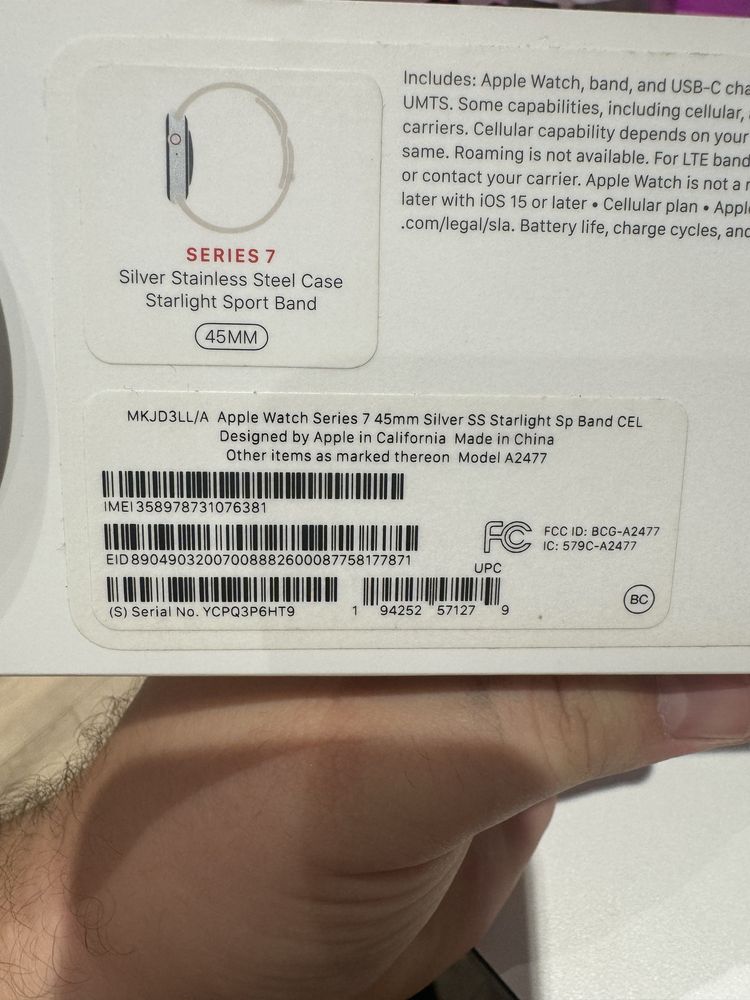 SERIES 7
Silver Stainless Steel Case
Starlight Sport Band
45MM
Includes: Apple Watch, band, and USB-C cha
UMTS. Some capabilities, including cellular,
carriers. Cellular capability depends on your
same. Roaming is not available. For LTE band
or contact your carrier. Apple Watch is not a
later with iOS 15 or later • Cellular plan • Appl
.com/legal/sla. Battery life, charge cycles, and
MKJD3LL/A Apple Watch Series 7 45mm Silver SS Starlight Sp Band CEL
Designed by Apple in California Made in China
Other items as marked thereon Model A2477
IMEI 358978731076381
EID 89049032007008882600087758177871
(S) Serial No. YCPQ3P6HT9
FC
FCC ID: BCG-A2477
IC: 579C-A2477
UPC
1 94252 57127 9
BC